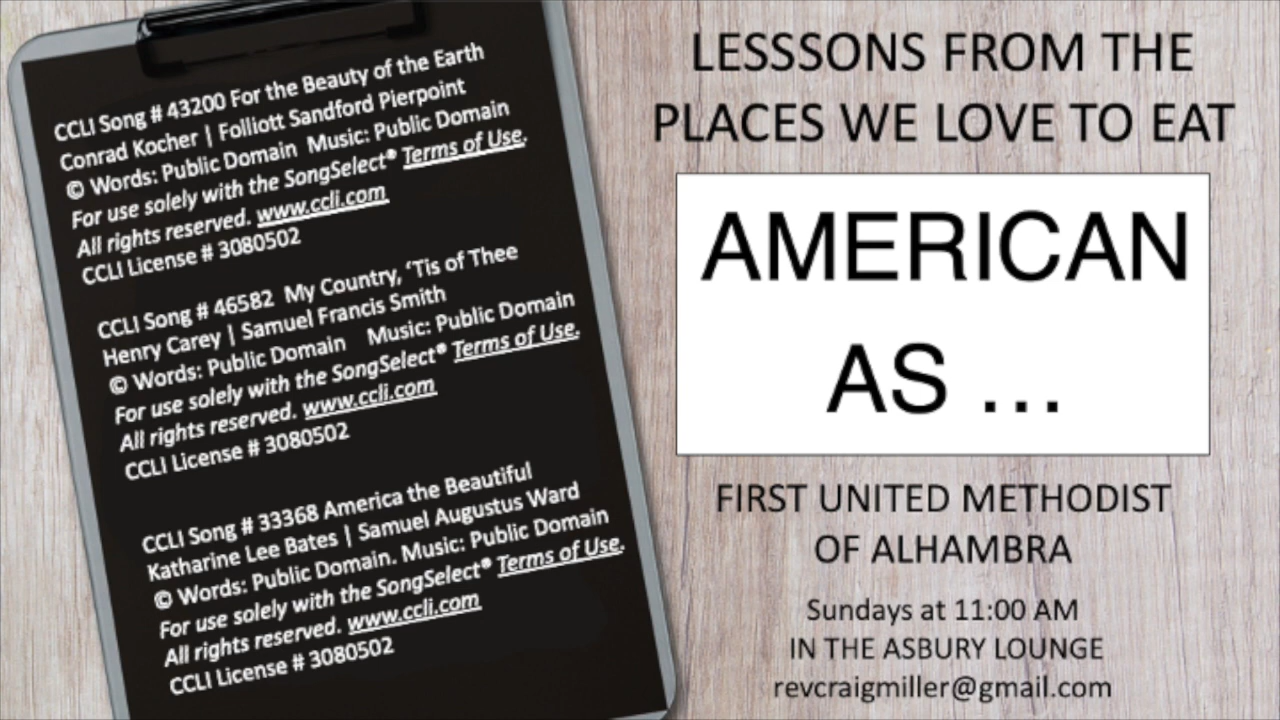 CCLI Song # 43200 For the Beauty of the Earth
Conrad Kocher | Folliott Sandford Pierpoint
© Words: Public Domain Music: Public Domain
For use solely with the SongSelect® Terms of Use.
All rights reserved. www.ccli.com
CCLI License # 3080502
CCLI Song # 46582 My Country, ‘Tis of Thee
Henry Carey | Samuel Francis Smith
© Words: Public Domain Music: Public Domain
For use solely with the SongSelect® Terms of Use.
All rights reserved. www.ccli.com
CCLI License # 3080502
CCLI Song # 33368 America the Beautiful
Katharine Lee Bates | Samuel Augustus Ward
© Words: Public Domain. Music: Public Domain
For use solely with the SongSelect® Terms of Use.
All rights reserved. www.ccli.com
CCLI License # 3080502
LESSSONS FROM THE
PLACES WE LOVE TO EAT
AMERICAN
AS ...
FIRST UNITED METHODIST
OF ALHAMBRA
Sundays at 11:00 AM
IN THE ASBURY LOUNGE
revcraigmiller@gmail.com